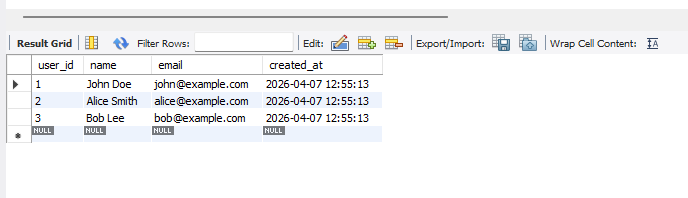 Result Grid Filter Rows: Edit: Export/Import: Wrap Cell Content:
user_id name email created_at
1 John Doe john@example.com 2026-04-07 12:55:13
2 Alice Smith alice@example.com 2026-04-07 12:55:13
3 Bob Lee bob@example.com 2026-04-07 12:55:13
NULL NULL NULL NULL